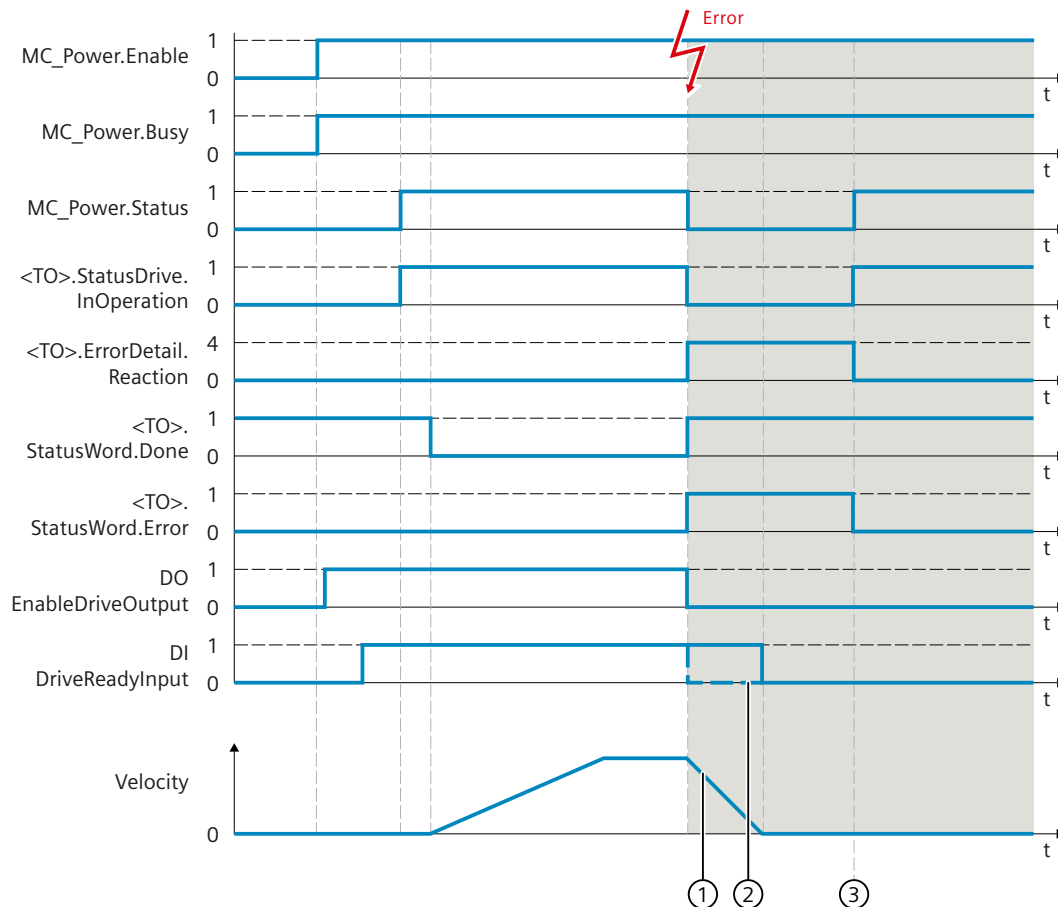 Error
MC_Power.Enable
1
0
t
MC_Power.Busy
1
0
t
MC_Power.Status
1
0
t
<TO>.StatusDrive.
InOperation
1
0
t
<TO>.ErrorDetail.
Reaction
4
0
t
<TO>.
StatusWord.Done
1
0
t
<TO>.
StatusWord.Error
1
0
t
DO
EnableDriveOutput
1
0
t
DI
DriveReadyInput
1
0
t
Velocity
0
t
1 2 3